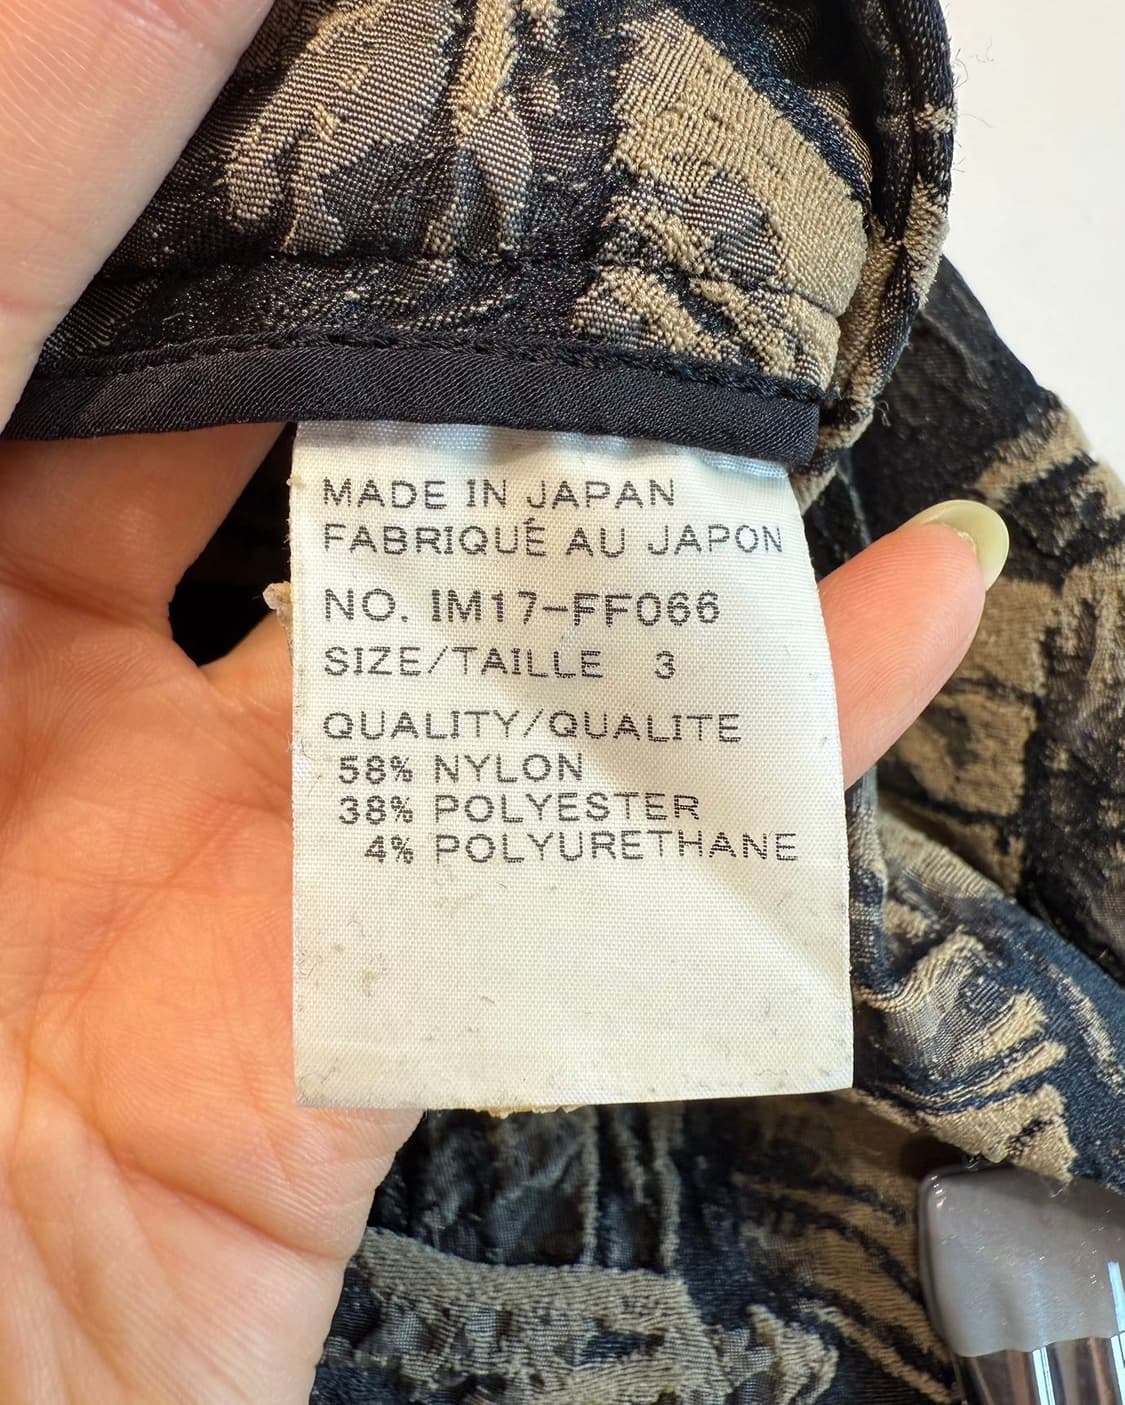 MADE IN JAPAN
FABRIQUÉ AU JAPON
NO. IM17-FF066
SIZE/TAILLE 3
QUALITY/QUALITE
58% NYLON
38% POLYESTER
4% POLYURETHANE